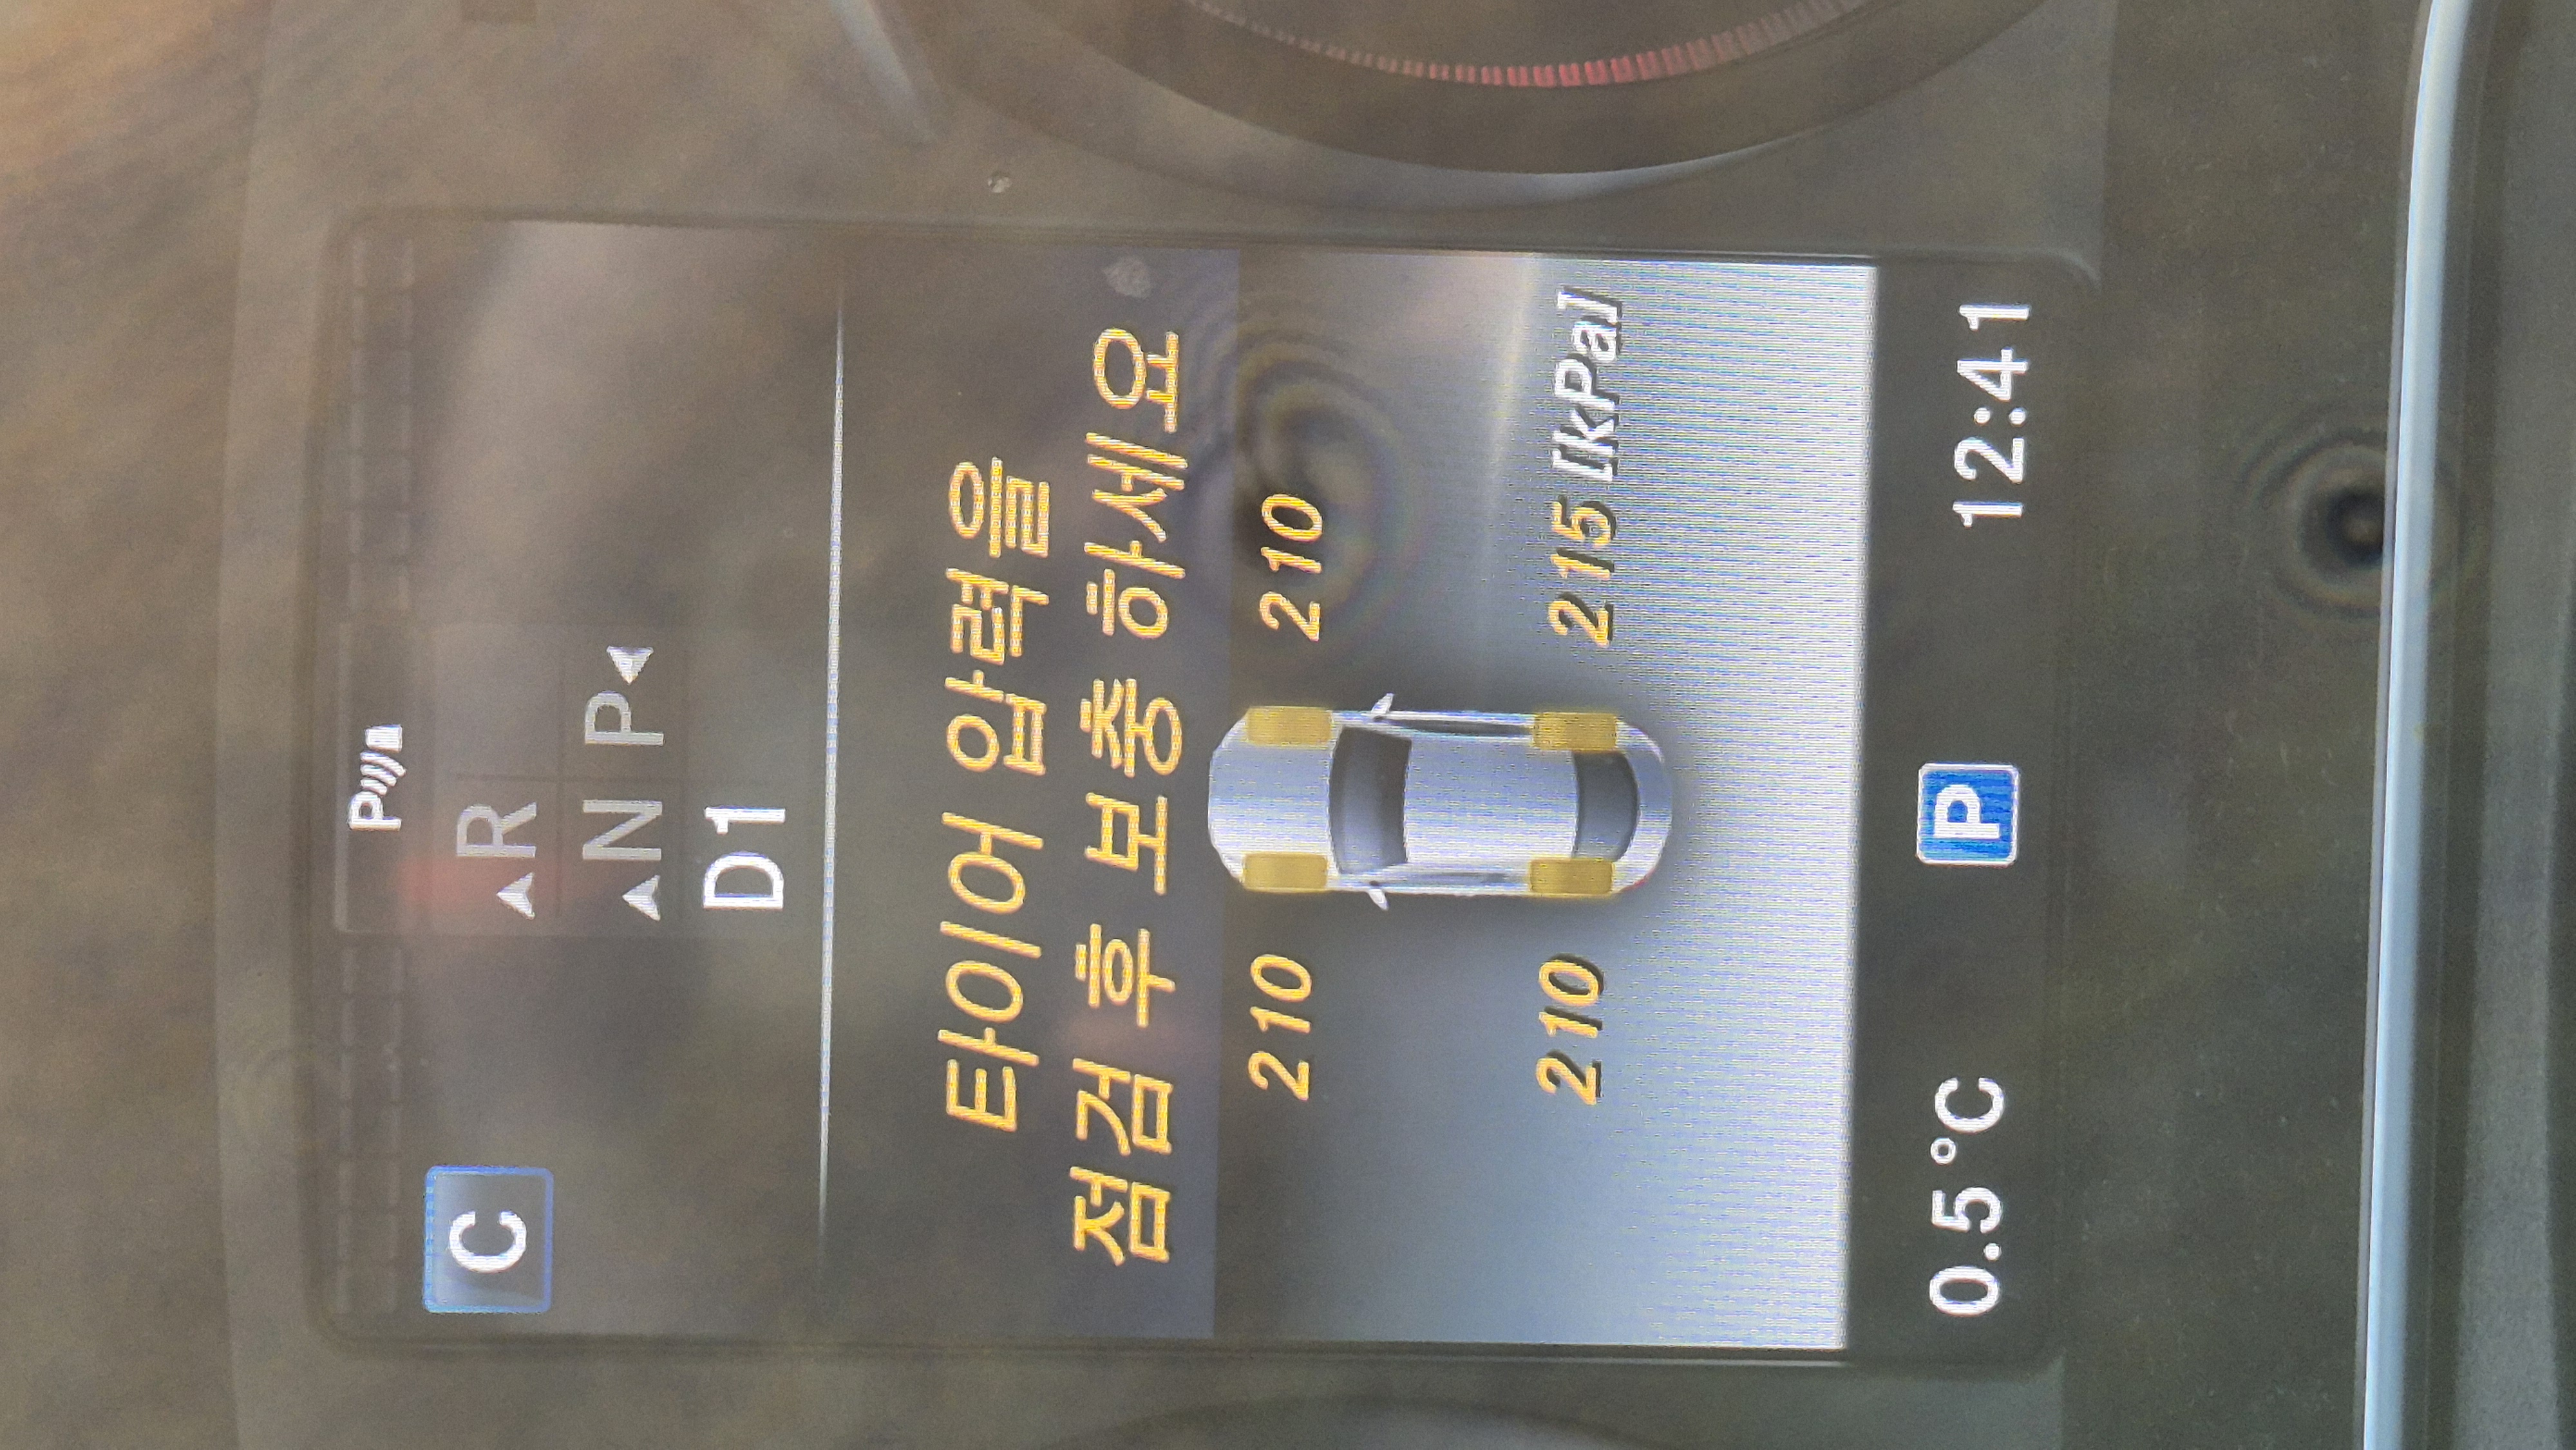 P
C
R
N P
D1
타이어 압력을
점검 후 보충 하세요
210 210
210 215 [kPa]
0.5°C P 12:41